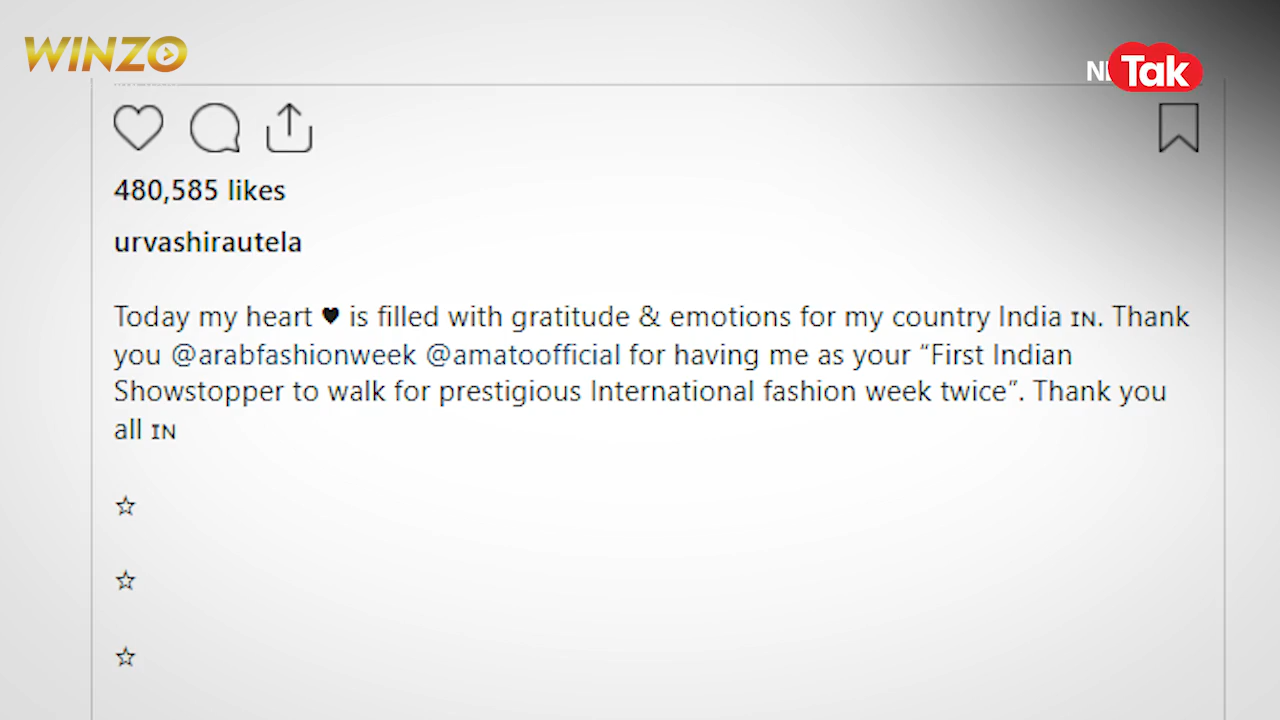 WINZO
Tak
480,585 likes
urvashirautela
Today my heart ♥ is filled with gratitude & emotions for my country India ɪɴ. Thank
you @arabfashionweek @amatoofficial for having me as your “First Indian
Showstopper to walk for prestigious International fashion week twice”. Thank you
all ɪɴ
☆
☆
☆